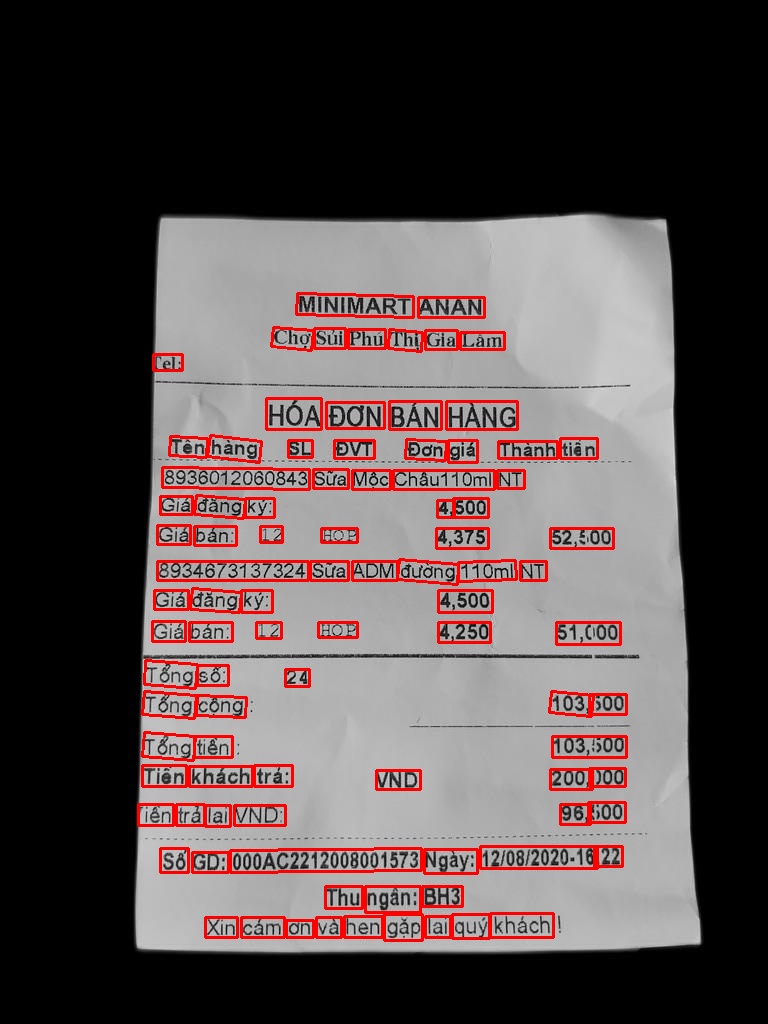 MINIMART ANAN
Chợ Súi Phú Thị Gia Lâm
Tel:
HÓA ĐƠN BÁN HÀNG
Tên hàng SL ĐVT Đơn giá Thành tiền
8936012060843 Sữa Mộc Châu110ml NT
Giá đăng ký: 4,500
Giá bán: 12 HOP 4,375 52,500
8934673137324 Sữa ADM đường 110ml NT
Giá đăng ký: 4,500
Giá bán: 12 HOP 4,250 51,000
Tổng số: 24
Tổng cộng : 103,500
Tổng tiền : 103,500
Tiền khách trả: VND 200,000
Tiền trả lại VND: 96,500
Số GD: 000AC2212008001573 Ngày: 12/08/2020-16 22
Thu ngân: BH3
Xin cám ơn và hẹn gặp lại quý khách !